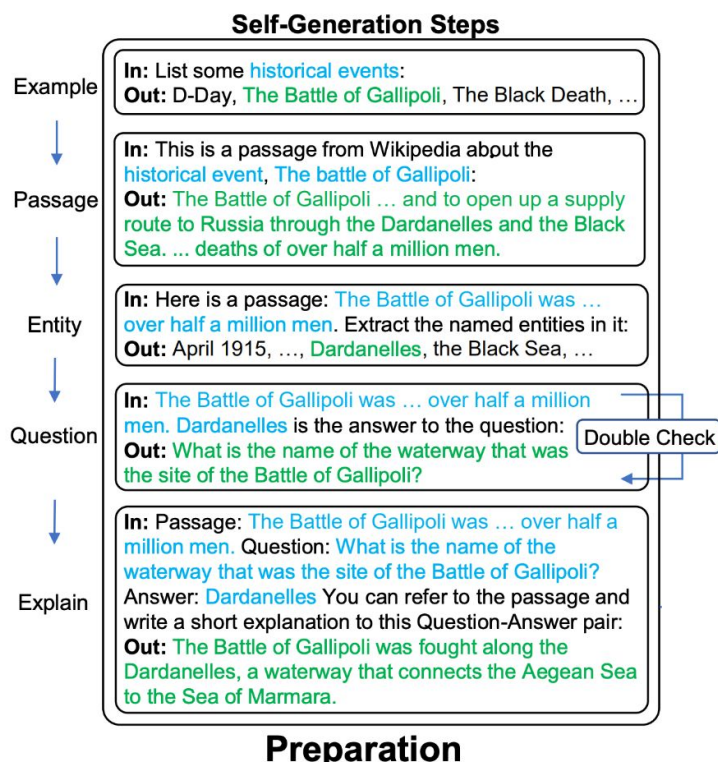 Self-Generation Steps
Example
In: List some historical events:
Out: D-Day, The Battle of Gallipoli, The Black Death, …
Passage
In: This is a passage from Wikipedia about the
historical event, The battle of Gallipoli:
Out: The Battle of Gallipoli … and to open up a supply
route to Russia through the Dardanelles and the Black
Sea. ... deaths of over half a million men.
Entity
In: Here is a passage: The Battle of Gallipoli was …
over half a million men. Extract the named entities in it:
Out: April 1915, …, Dardanelles, the Black Sea, …
Question
In: The Battle of Gallipoli was … over half a million
men. Dardanelles is the answer to the question:
Out: What is the name of the waterway that was
the site of the Battle of Gallipoli?
Double Check
Explain
In: Passage: The Battle of Gallipoli was … over half a
million men. Question: What is the name of the
waterway that was the site of the Battle of Gallipoli?
Answer: Dardanelles You can refer to the passage and
write a short explanation to this Question-Answer pair:
Out: The Battle of Gallipoli was fought along the
Dardanelles, a waterway that connects the Aegean Sea
to the Sea of Marmara.
Preparation